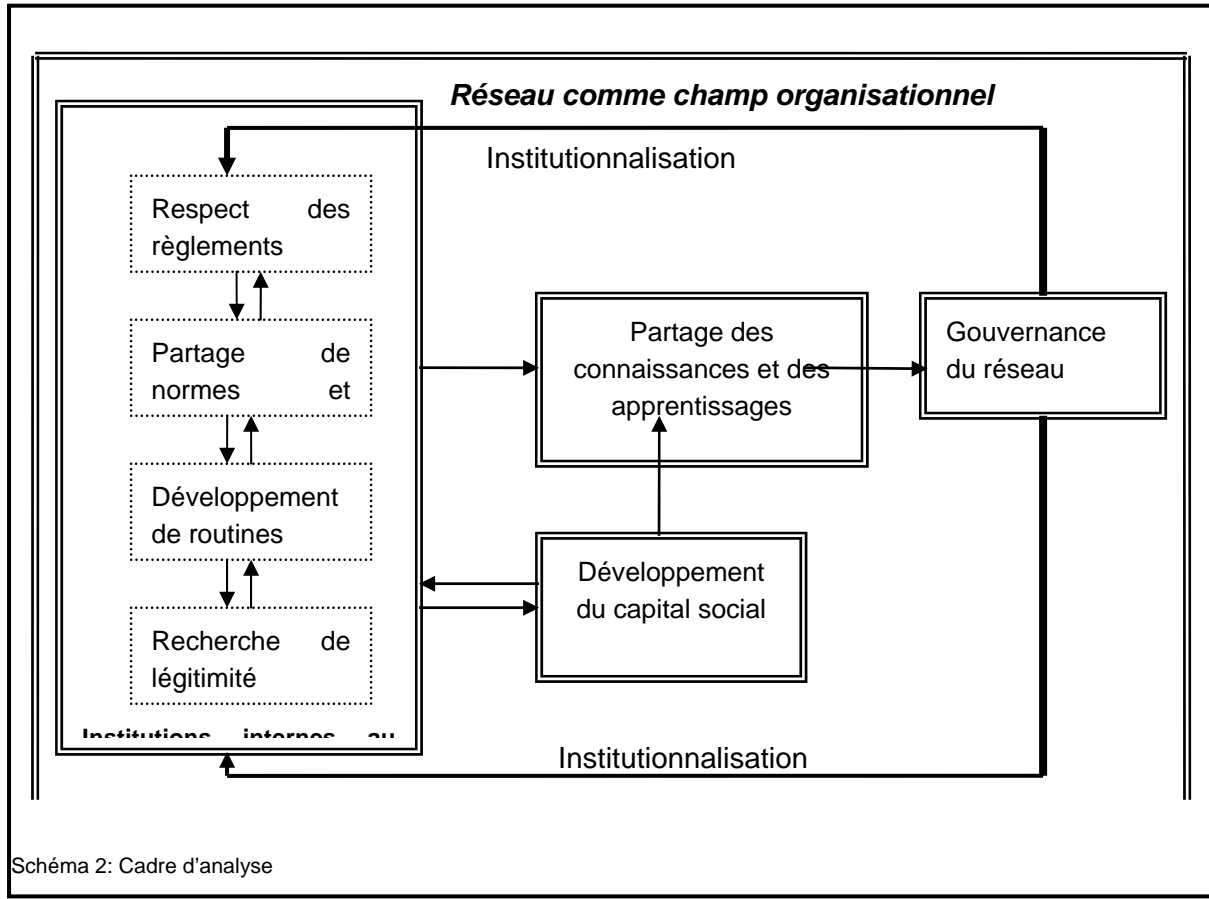 Réseau comme champ organisationnel
Institutionnalisation
Respect des
règlements
Partage de
normes et
Développement
de routines
Recherche de
légitimité
Institutions internes au
Partage des
connaissances et des
apprentissages
Gouvernance
du réseau
Développement
du capital social
Institutionnalisation
Schéma 2: Cadre d'analyse